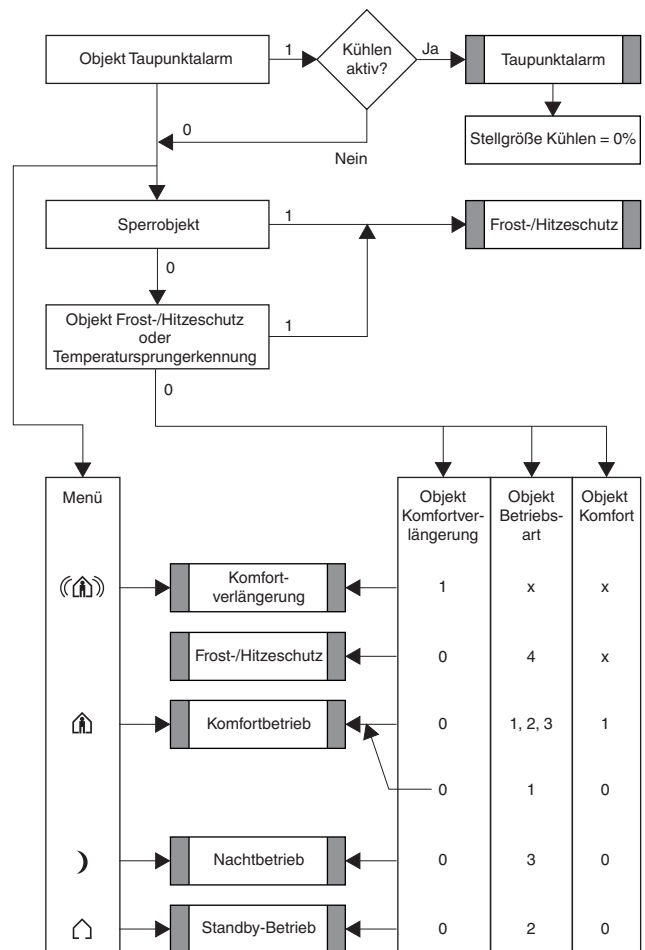 Objekt Taupunktalarm
1
Kühlen
aktiv?
Ja
Taupunktalarm
0
Nein
Stellgröße Kühlen = 0%
Sperrobjekt
1
Frost-/Hitzeschutz
0
Objekt Frost-/Hitzeschutz
oder
Temperatursprungerkennung
1
0
Menü
Objekt
Komfortver-
längerung
Objekt
Betriebs-
art
Objekt
Komfort
Komfort-
verlängerung
1 x x
Frost-/Hitzeschutz 0 4 x
Komfortbetrieb 0 1, 2, 3 1
0 1 0
Nachtbetrieb 0 3 0
Standby-Betrieb 0 2 0